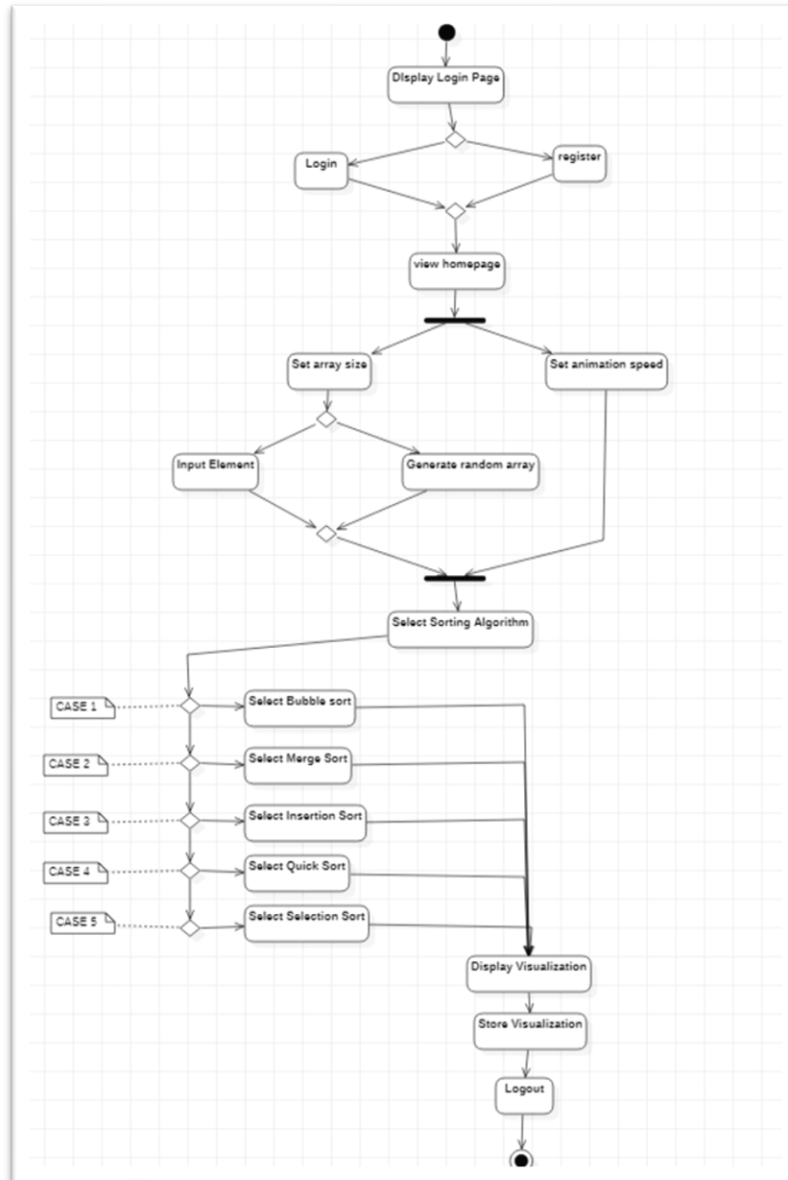 DIsplay Login Page
Login
register
view homepage
Set array size
Set animation speed
Input Element
Generate random array
Select Sorting Algorithm
CASE 1
Select Bubble sort
CASE 2
Select Merge Sort
CASE 3
Select Insertion Sort
CASE 4
Select Quick Sort
CASE 5
Select Selection Sort
Display Visualization
Store Visualization
Logout